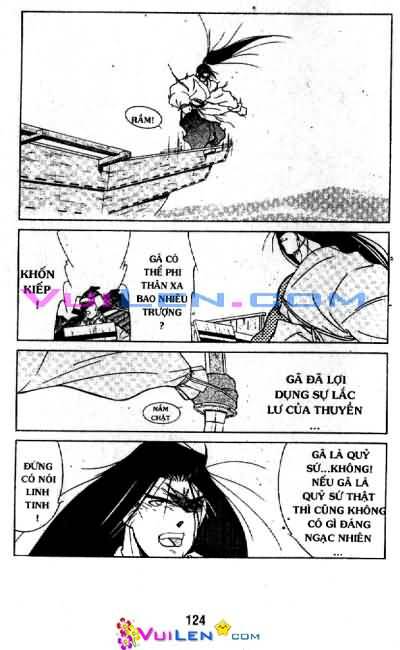 RẦM!
KHỐN
KIẾP
!
GÃ CÓ
THỂ PHI
THÂN XA
BAO NHIÊU
TRƯỢNG
?
VUILEN.COM
GÃ ĐÃ LỢI
DỤNG SỰ LẮC
LƯ CỦA THUYỀN
...
NẮM
CHẶT
ĐỪNG
CÓ NÓI
LINH
TINH
!
GÃ LÀ QUỶ
SỨ...KHÔNG!
NẾU GÃ LÀ
QUỶ SỨ THẬT
THÌ CŨNG KHÔNG
CÓ GÌ ĐÁNG
NGẠC NHIÊN
...
124
VUILEN.COM